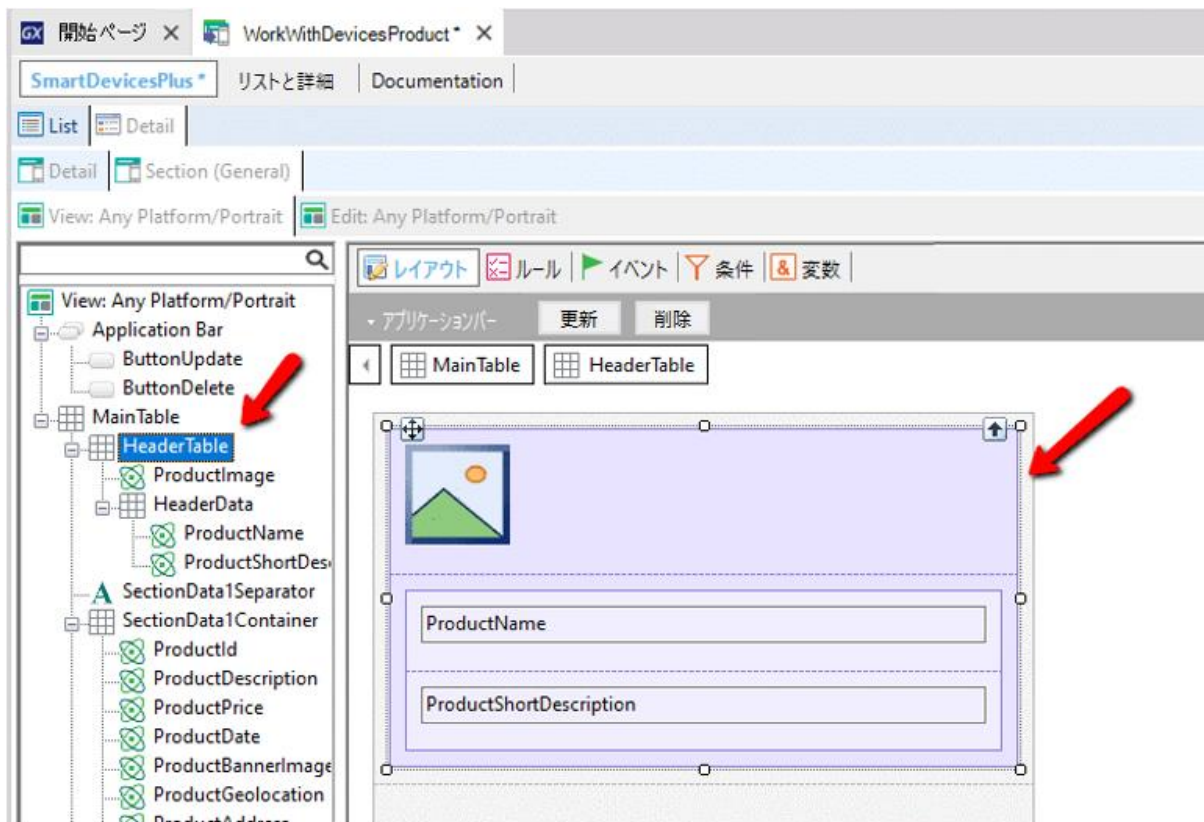 GX 開始ページ × WorkWithDevicesProduct* ×
SmartDevicesPlus* リストと詳細 Documentation
List Detail
Detail Section (General)
View: Any Platform/Portrait Edit: Any Platform/Portrait
レイアウト ルール イベント 条件 & 変数
アプリケーションバー 更新 削除
MainTable HeaderTable
View: Any Platform/Portrait
Application Bar
ButtonUpdate
ButtonDelete
MainTable
HeaderTable
ProductImage
HeaderData
ProductName
ProductShortDes
A SectionData1Separator
SectionData1Container
ProductId
ProductDescription
ProductPrice
ProductDate
ProductBannerImage
ProductGeolocation
ProductAddress
ProductName
ProductShortDescription